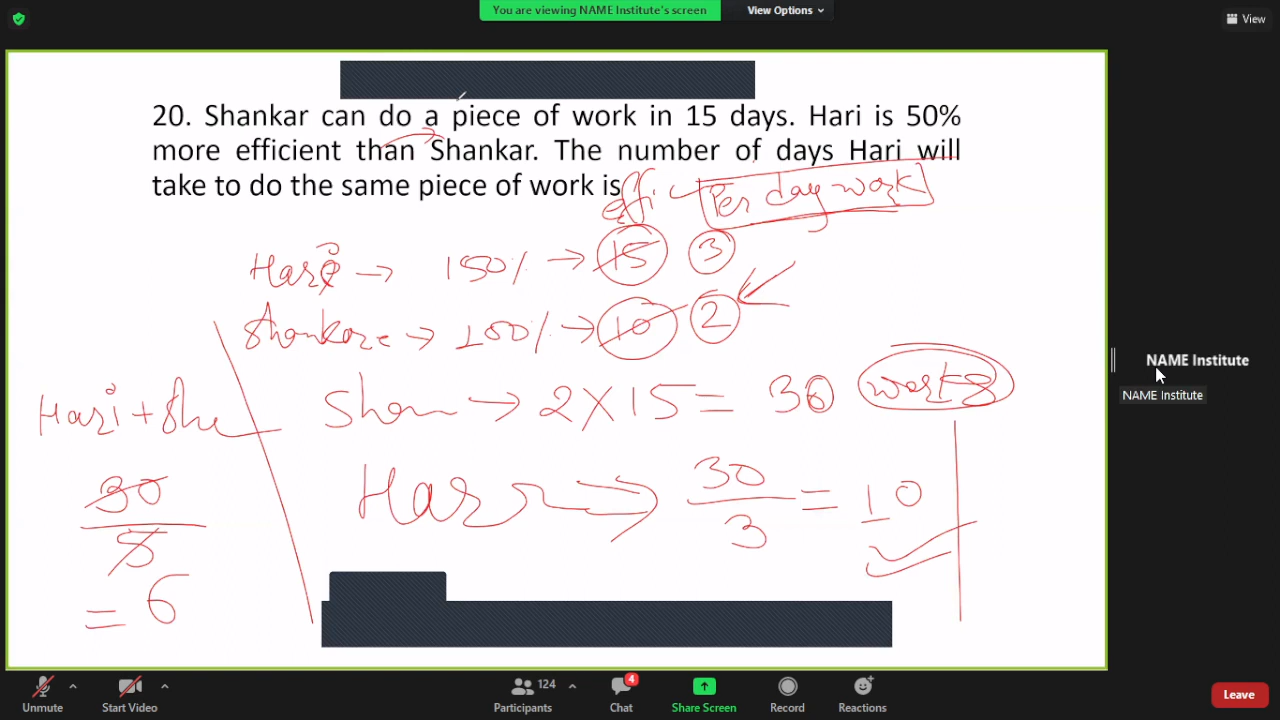 You are viewing NAME Institute's screen
View Options
View
20. Shankar can do a piece of work in 15 days. Hari is 50%
more efficient than Shankar. The number of days Hari will
take to do the same piece of work is
effi Per day work
Hari → 150% → 15 3
Shankar → 100% → 10 2
Shan → 2 × 15 = 30 works
Hari + Sha
Hari → 30/3 = 10
30/5
= 6
NAME Institute
NAME Institute
Unmute
Start Video
124
Participants
4
Chat
Share Screen
Record
Reactions
Leave